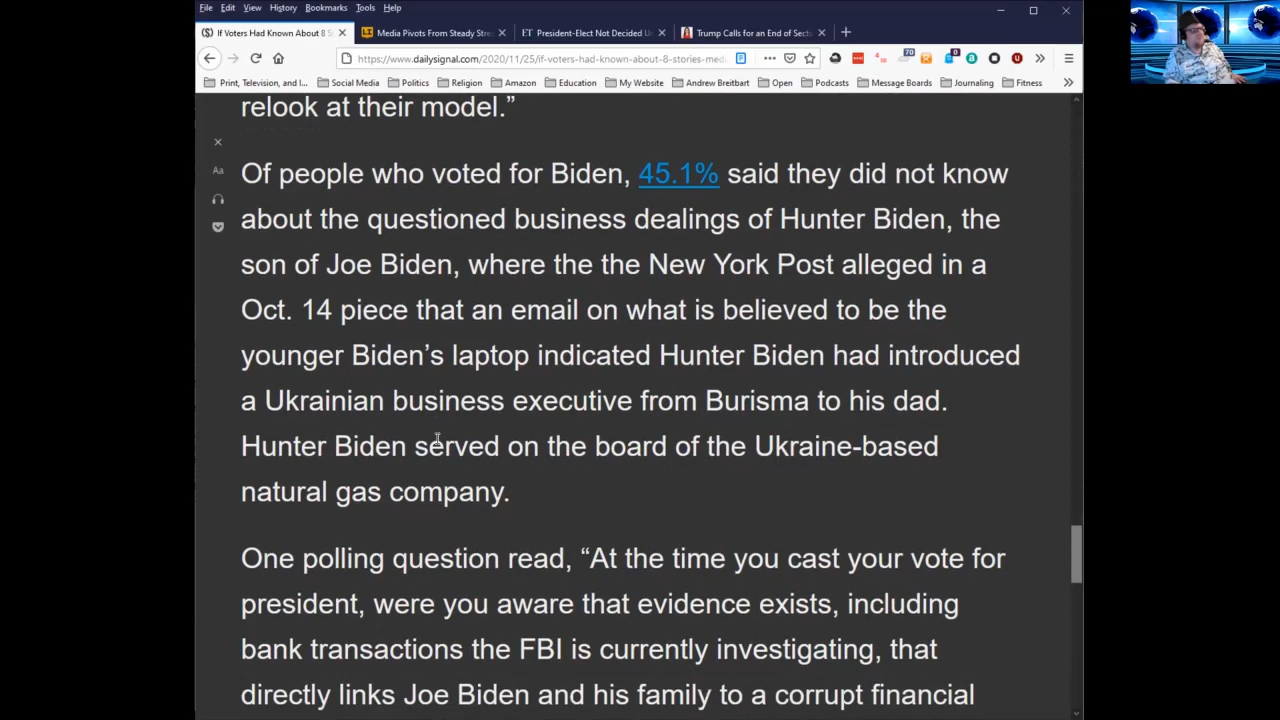 File Edit View History Bookmarks Tools Help
If Voters Had Known About 8 S
Media Pivots From Steady Stre
ET President-Elect Not Decided U
Trump Calls for an End of Secti
https://www.dailysignal.com/2020/11/25/if-voters-had-known-about-8-stories-medi
70
0
Print, Television, and I... Social Media Politics Religion Amazon Education My Website Andrew Breitbart Open Podcasts Message Boards Journaling Fitness
relook at their model.”
Aa
Of people who voted for Biden, 45.1% said they did not know
about the questioned business dealings of Hunter Biden, the
son of Joe Biden, where the the New York Post alleged in a
Oct. 14 piece that an email on what is believed to be the
younger Biden’s laptop indicated Hunter Biden had introduced
a Ukrainian business executive from Burisma to his dad.
Hunter Biden served on the board of the Ukraine-based
natural gas company.
One polling question read, “At the time you cast your vote for
president, were you aware that evidence exists, including
bank transactions the FBI is currently investigating, that
directly links Joe Biden and his family to a corrupt financial